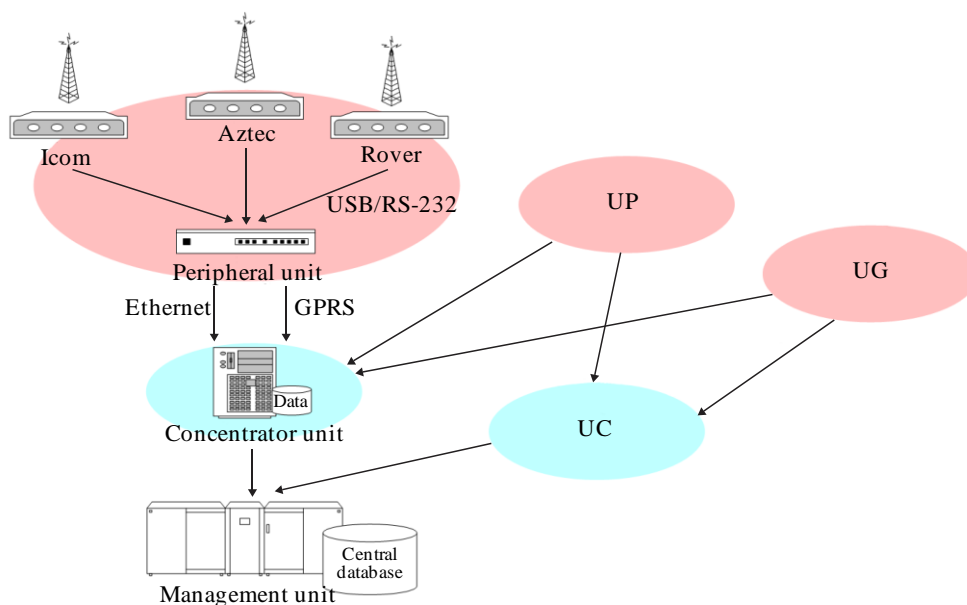 Aztec
Icom
Rover
USB/RS-232
UP
Peripheral unit
UG
Ethernet
GPRS
Data
Concentrator unit
UC
Central
database
Management unit